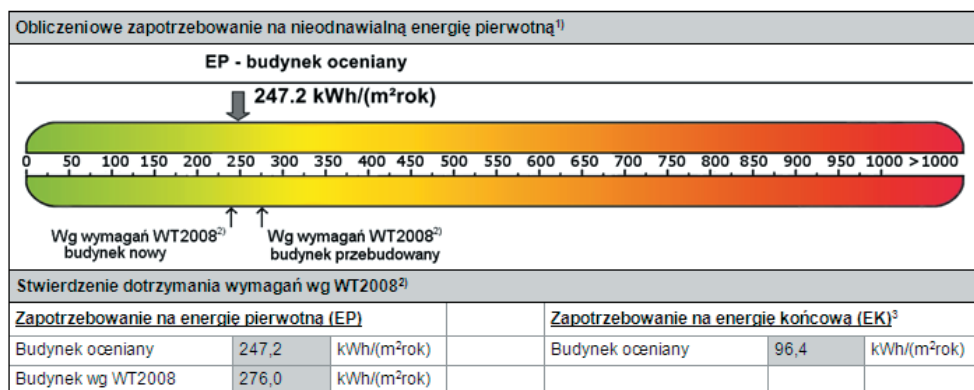 Obliczeniowe zapotrzebowanie na nieodnawialną energię pierwotną¹⁾
EP - budynek oceniany
247.2 kWh/(m²rok)
0 50 100 150 200 250 300 350 400 450 500 550 600 650 700 750 800 850 900 950 1000 >1000
Wg wymagań WT2008²⁾
budynek nowy
Wg wymagań WT2008²⁾
budynek przebudowany
Stwierdzenie dotrzymania wymagań wg WT2008²⁾
Zapotrzebowanie na energię pierwotną (EP) Zapotrzebowanie na energię końcową (EK)³
Budynek oceniany 247,2 kWh/(m²rok) Budynek oceniany 96,4 kWh/(m²rok)
Budynek wg WT2008 276,0 kWh/(m²rok)